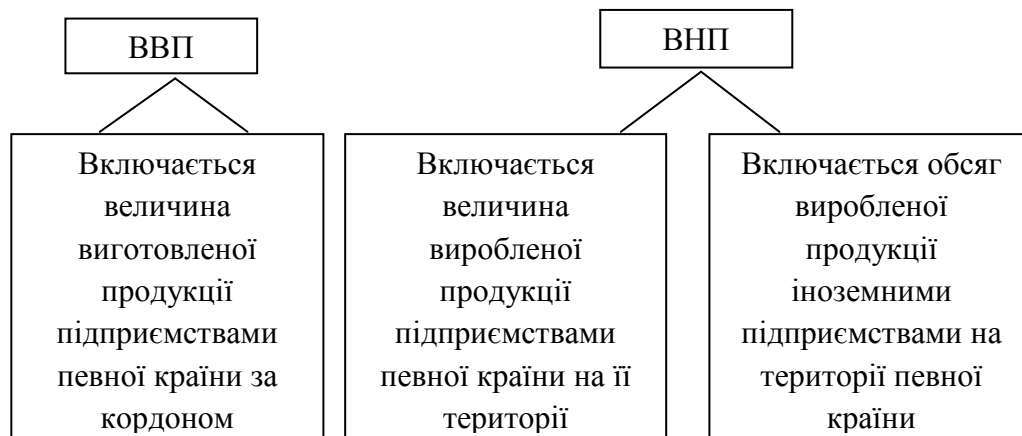 ВВП
ВНП
Включається
величина
виготовленої
продукції
підприємствами
певної країни за
кордоном
Включається
величина
виробленої
продукції
підприємствами
певної країни на її
території
Включається обсяг
виробленої
продукції
іноземними
підприємствами на
території певної
країни